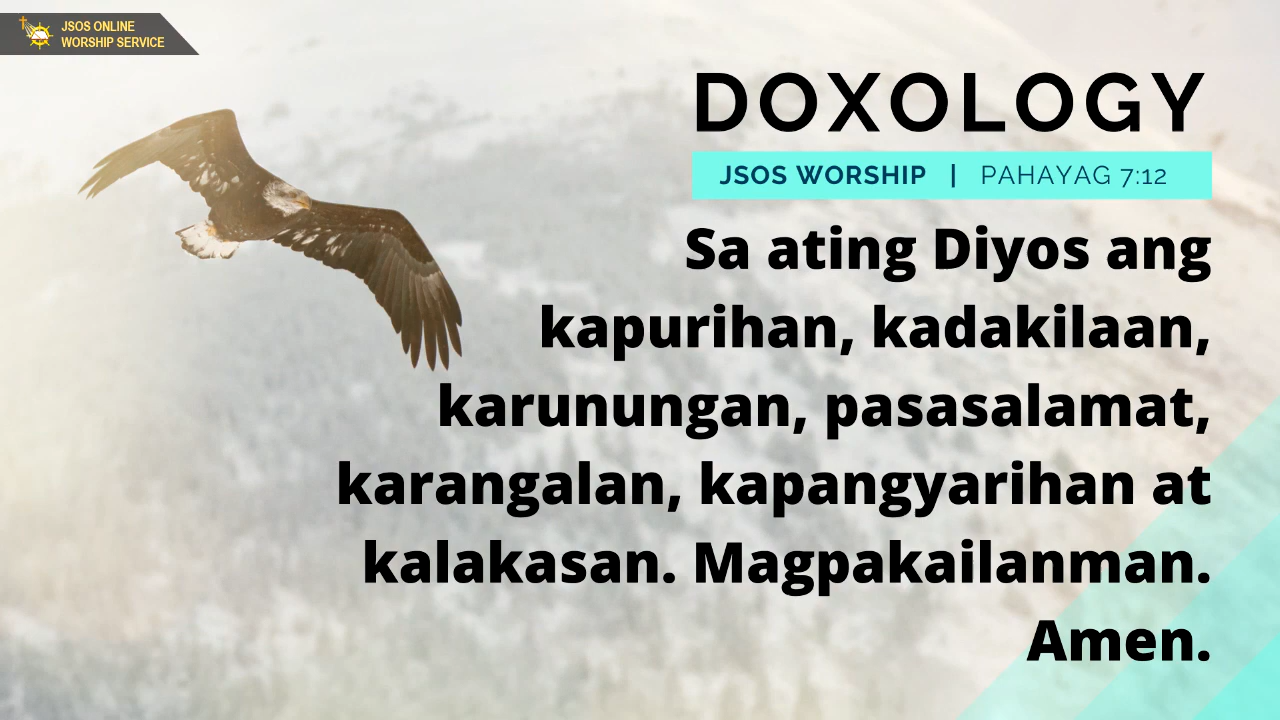 JSOS ONLINE
WORSHIP SERVICE
DOXOLOGY
JSOS WORSHIP | PAHAYAG 7:12
Sa ating Diyos ang
kapurihan, kadakilaan,
karunungan, pasasalamat,
karangalan, kapangyarihan at
kalakasan. Magpakailanman.
Amen.